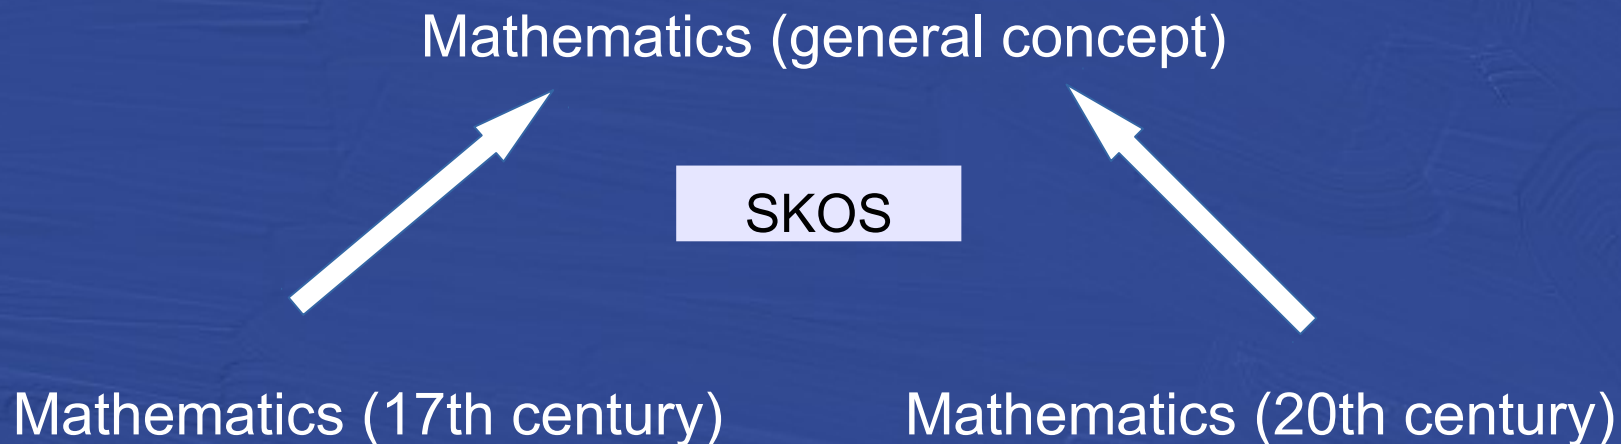 Mathematics (general concept)
SKOS
Mathematics (17th century)
Mathematics (20th century)